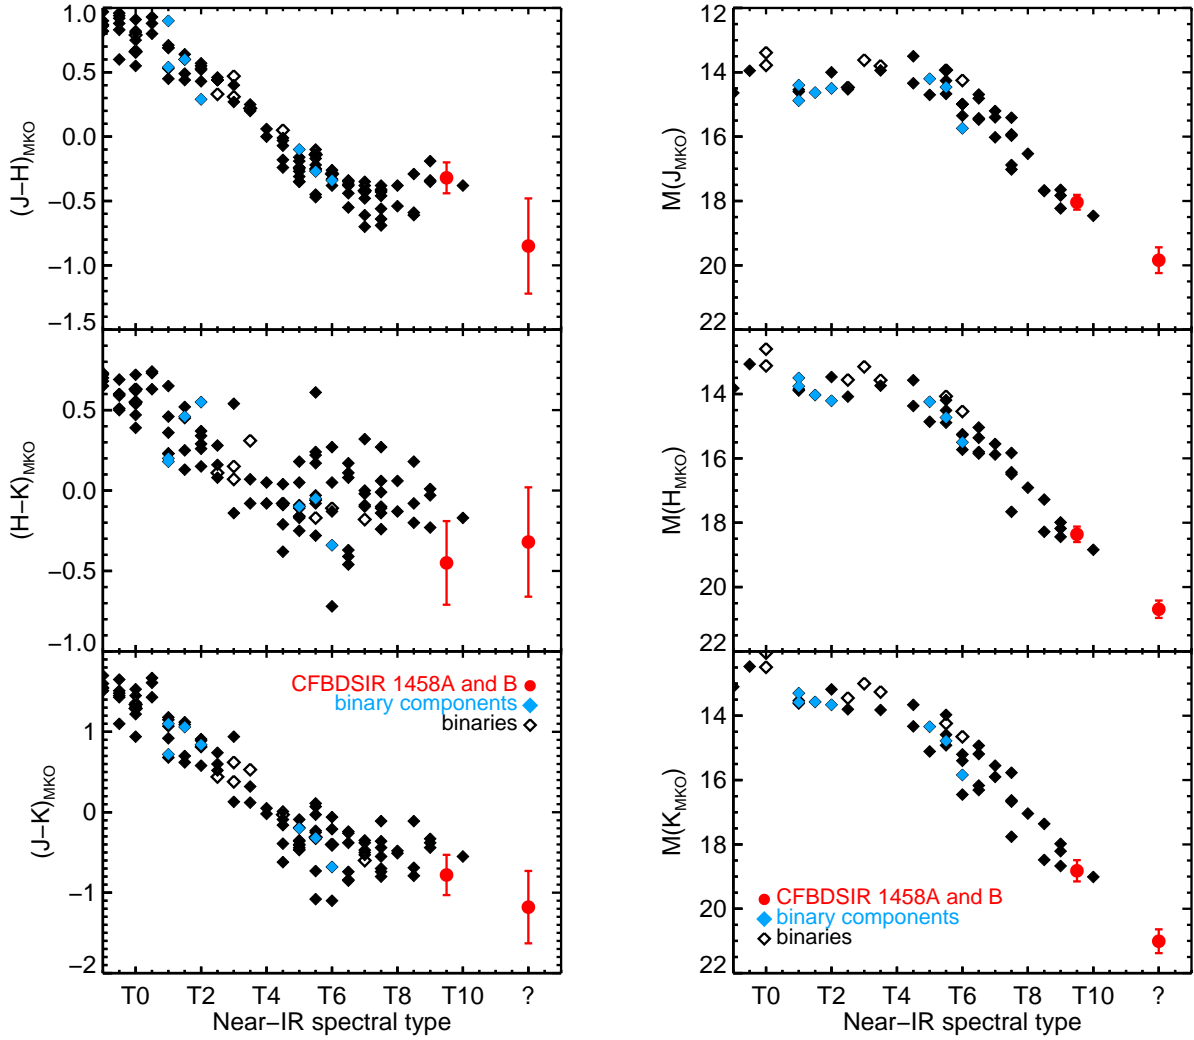 1.0
0.5
0.0
−0.5
−1.0
−1.5
(J−H)MKO
0.5
0.0
−0.5
−1.0
(H−K)MKO
CFBDSIR 1458A and B
binary components
binaries
1
0
−1
−2
(J−K)MKO
T0 T2 T4 T6 T8 T10 ?
Near−IR spectral type
12
14
16
18
20
22
M(JMKO)
14
16
18
20
22
M(HMKO)
14
16
18
20
22
M(KMKO)
CFBDSIR 1458A and B
binary components
binaries
T0 T2 T4 T6 T8 T10 ?
Near−IR spectral type